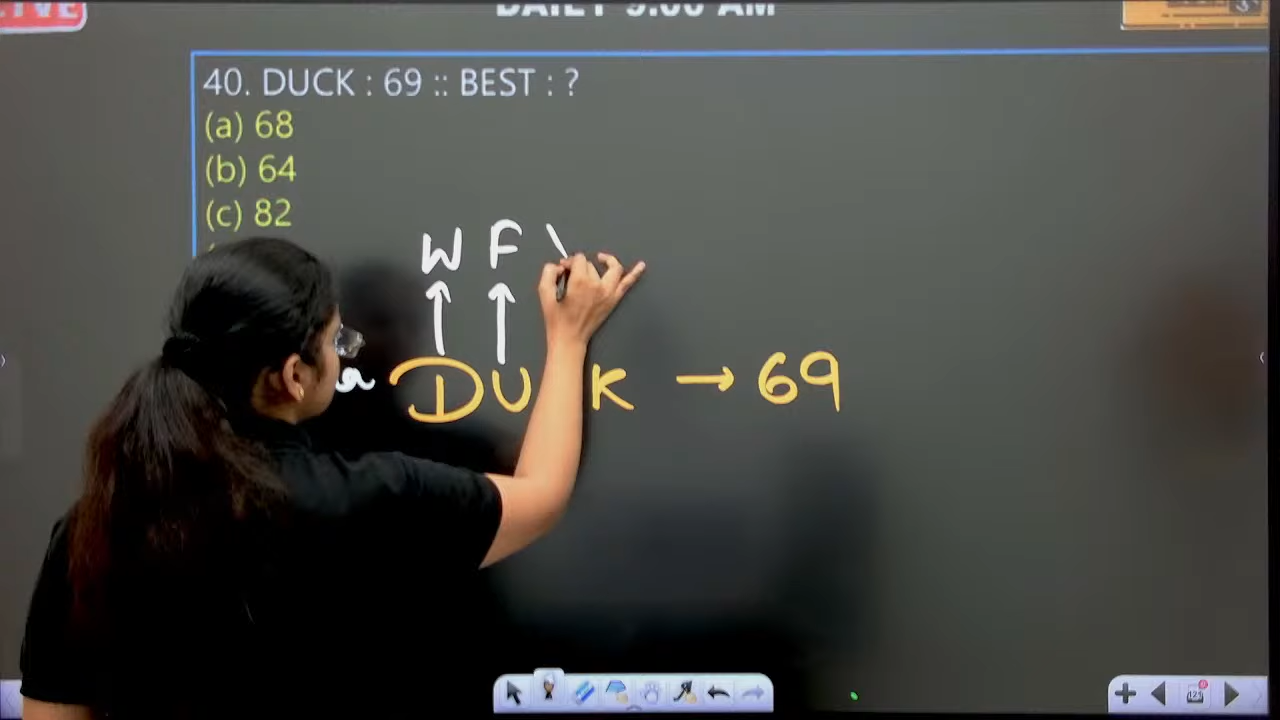 DAILY 9:00 AM
40. DUCK : 69 :: BEST : ?
(a) 68
(b) 64
(c) 82
W F
DU K → 69